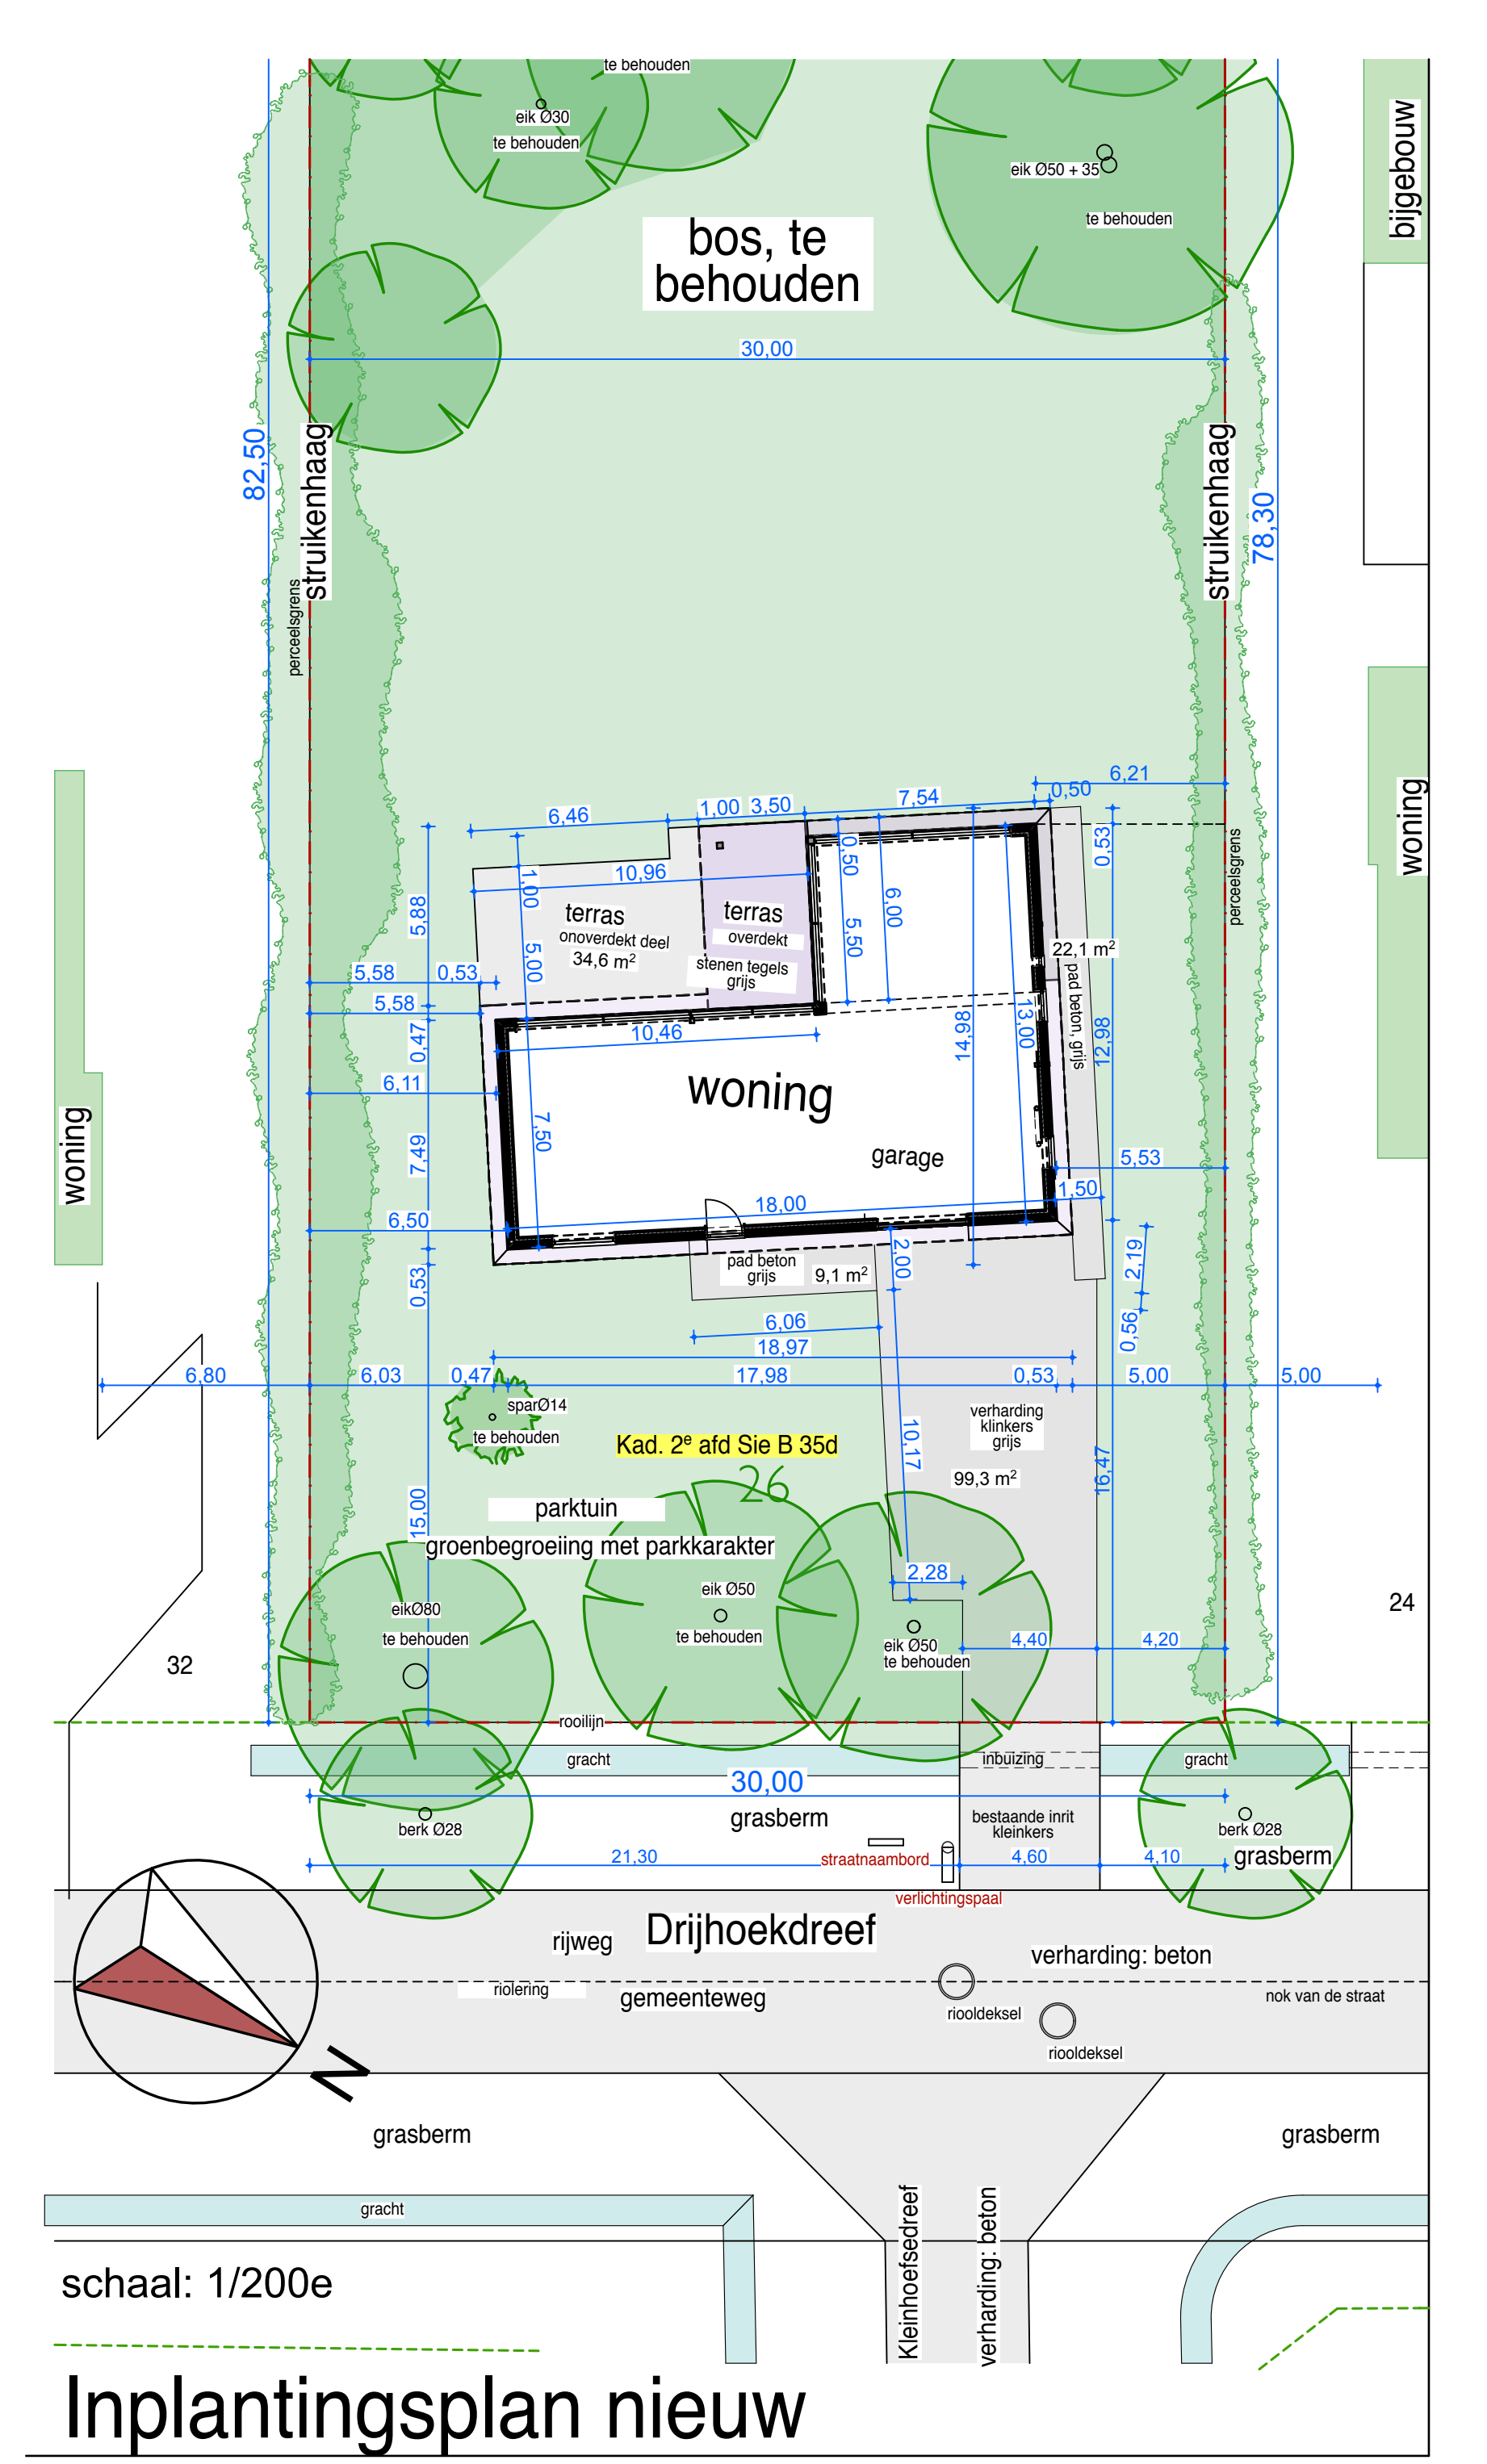 te behouden
eik Ø30
te behouden
eik Ø50 + 35
te behouden
bijgebouw
bos, te
behouden
30,00
82,50
struikenhaag
struikenhaag
78,30
perceelsgrens
6,21
0,50
7,54
1,00 3,50
6,46
0,53
perceelsgrens
woning
10,96
1,00
0,50
6,00
5,88
terras
onoverdekt deel
34,6 m²
terras
overdekt
stenen tegels
grijs
5,00
5,50
22,1 m²
pad beton, grijs
5,58
0,53
5,58
0,47
10,46
14,98
13,00
12,98
6,11
woning
woning
7,49
7,50
garage
5,53
1,50
18,00
6,50
0,53
pad beton
grijs
9,1 m²
2,00
2,19
0,56
6,06
18,97
6,80
6,03
0,47
17,98
0,53
5,00
5,00
sparØ14
te behouden
verharding
klinkers
grijs
Kad. 2e afd Sie B 35d
26
10,17
99,3 m²
16,47
15,00
parktuin
groenbegroeiing met parkkarakter
eikØ80
te behouden
eik Ø50
te behouden
2,28
eik Ø50
te behouden
4,40
4,20
24
32
rooilijn
gracht
inbuizing
gracht
30,00
grasberm
bestaande inrit
kleinkers
berk Ø28
berk Ø28
grasberm
21,30
straatnaambord
4,60
4,10
verlichtingspaal
rijweg
Drijhoekdreef
verharding: beton
riolering
gemeenteweg
riooldeksel
nok van de straat
riooldeksel
N
grasberm
grasberm
gracht
Kleinhoefsedreef
verharding: beton
schaal: 1/200e
Inplantingsplan nieuw